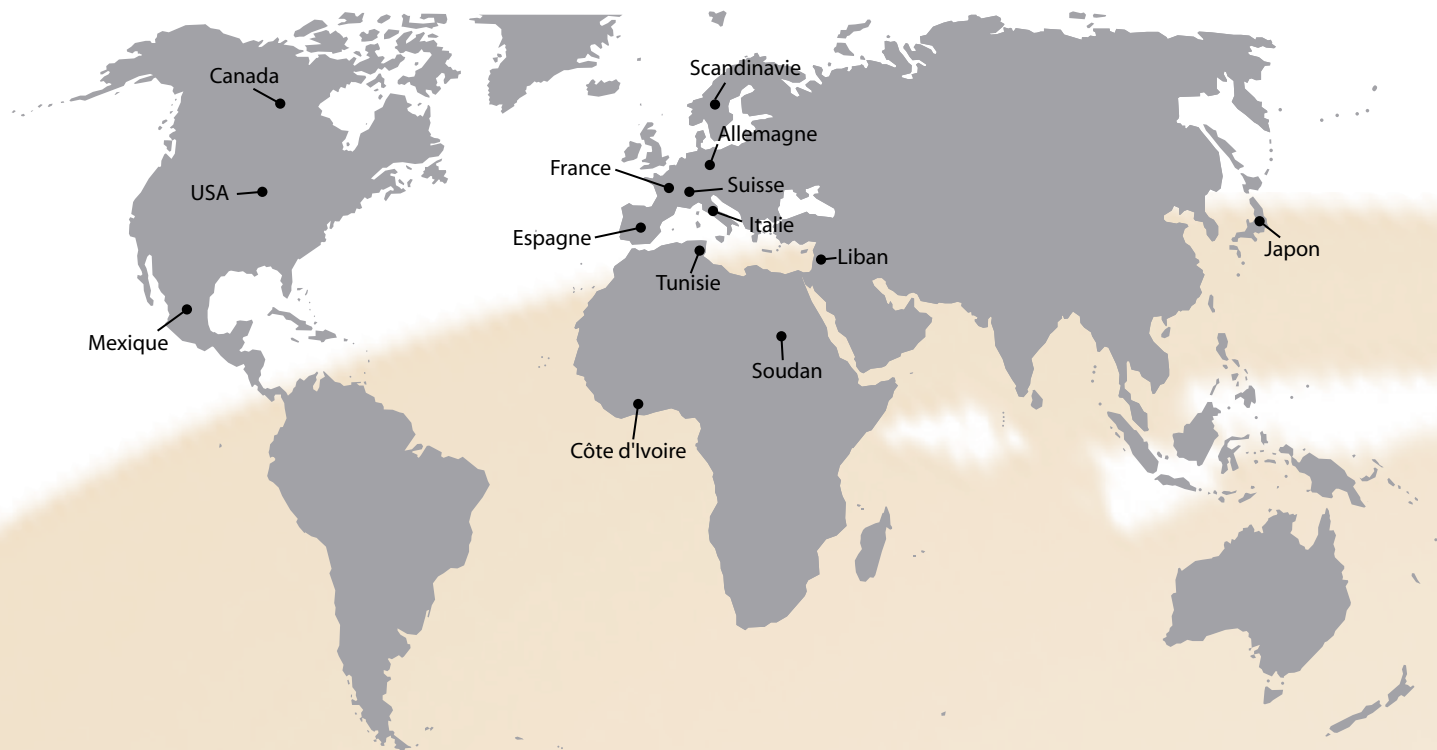 Scandinavie
Canada
Allemagne
France
Suisse
USA
Italie
Espagne
Japon
Liban
Tunisie
Mexique
Soudan
Côte d'Ivoire